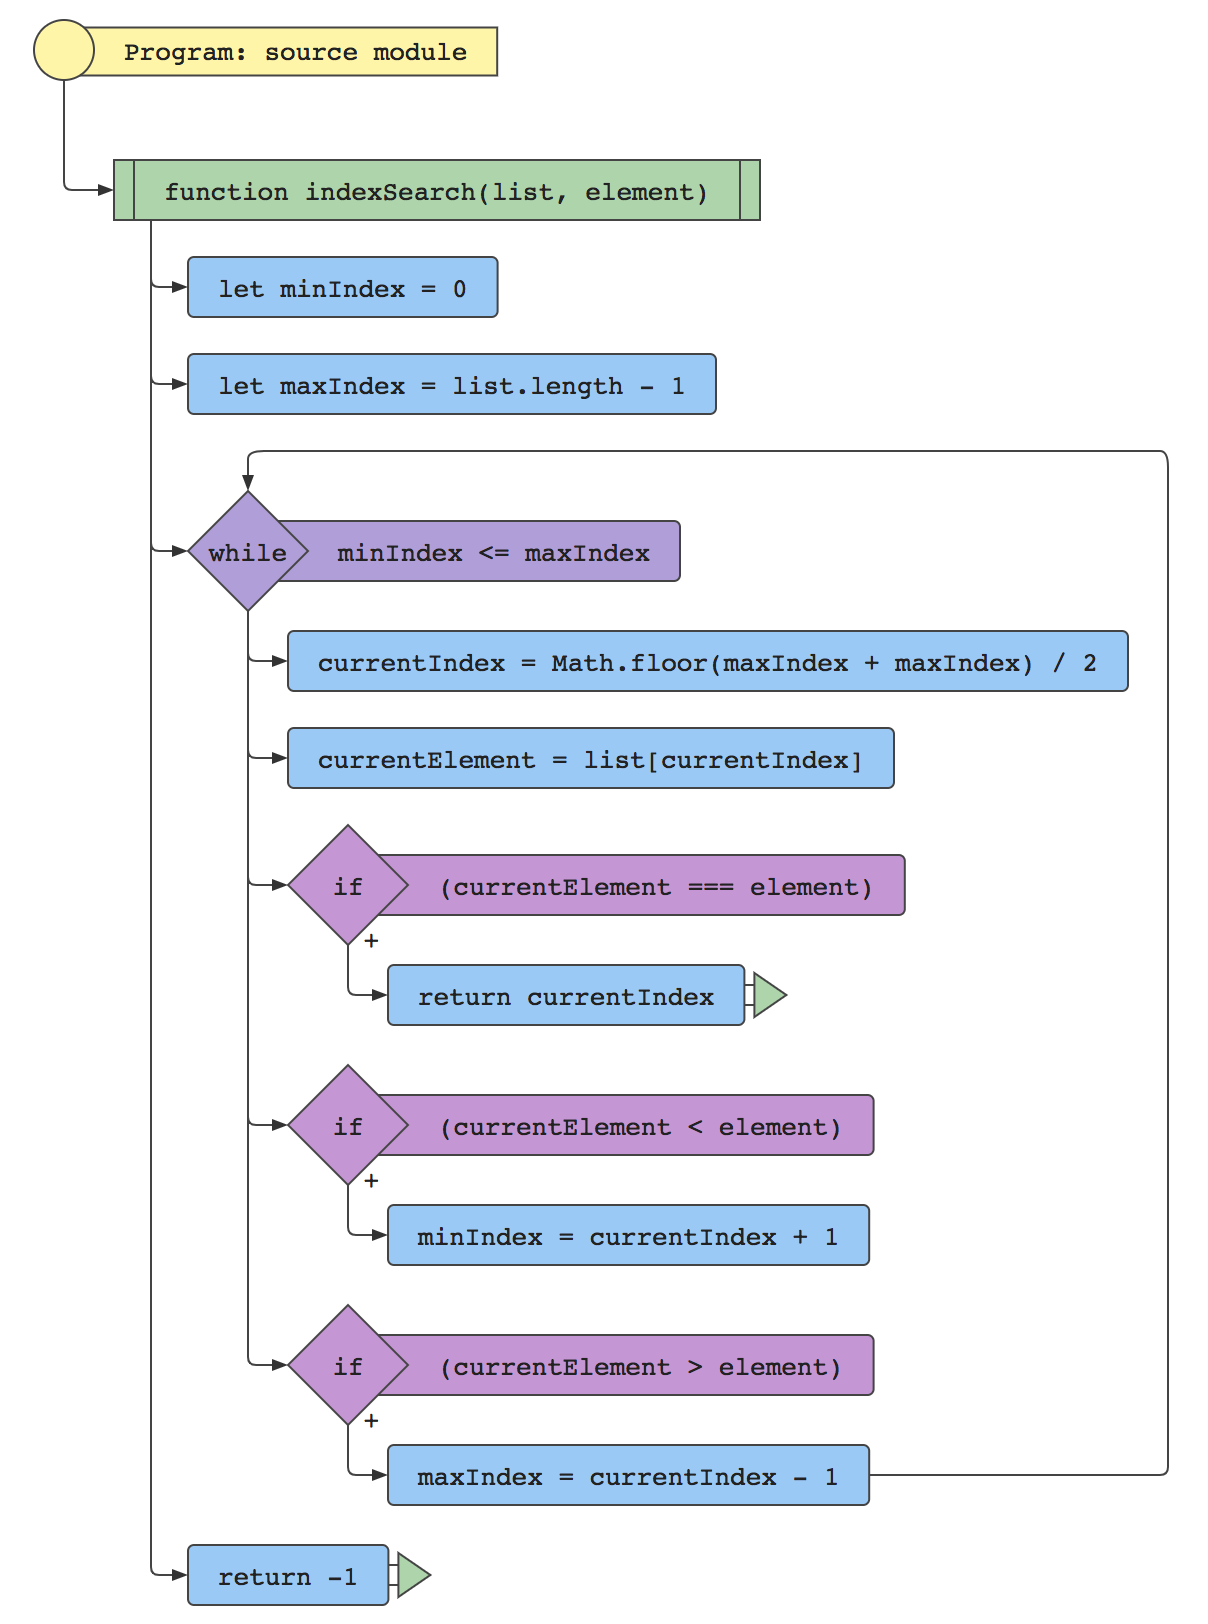 Program: source module
function indexSearch(list, element)
let minIndex = 0
let maxIndex = list.length - 1
while minIndex <= maxIndex
currentIndex = Math.floor(maxIndex + maxIndex) / 2
currentElement = list[currentIndex]
if (currentElement === element)
+
return currentIndex
if (currentElement < element)
+
minIndex = currentIndex + 1
if (currentElement > element)
+
maxIndex = currentIndex - 1
return -1